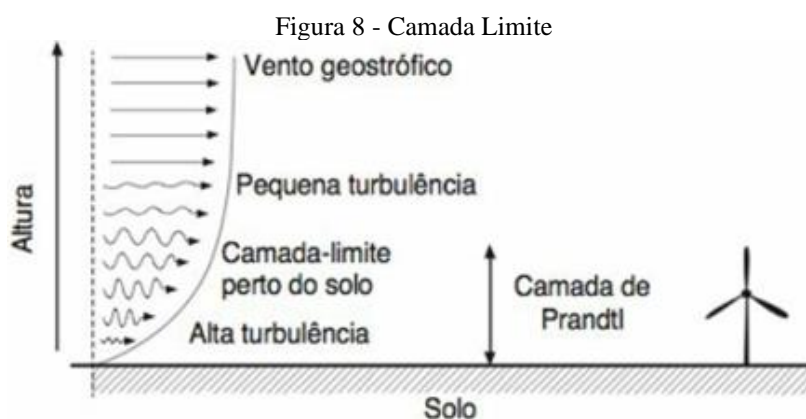 Figura 8 - Camada Limite
Vento geostrófico
Pequena turbulência
Altura
Camada-limite
perto do solo
Camada de
Prandtl
Alta turbulência
Solo